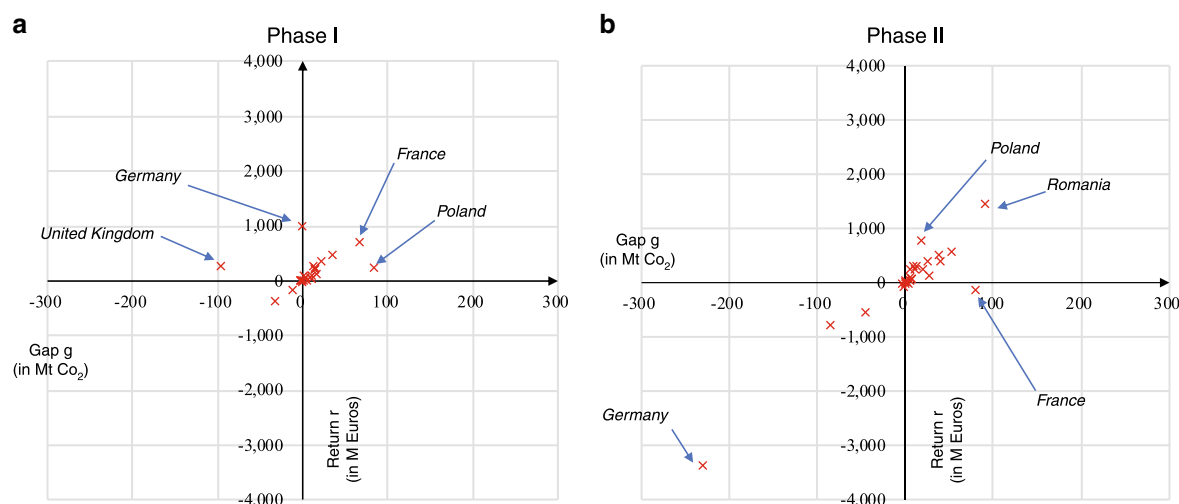 a
Phase I
4,000
3,000
2,000
1,000
0
-1,000
-2,000
-3,000
-4,000
-300
-200
-100
0
100
200
300
Germany
United Kingdom
France
Poland
Gap g
(in Mt Co₂)
Return r
(in M Euros)
b
Phase II
4,000
3,000
2,000
1,000
0
-1,000
-2,000
-3,000
-4,000
-300
-200
-100
0
100
200
300
Poland
Romania
Gap g
(in Mt Co₂)
France
Germany
Return r
(in M Euros)